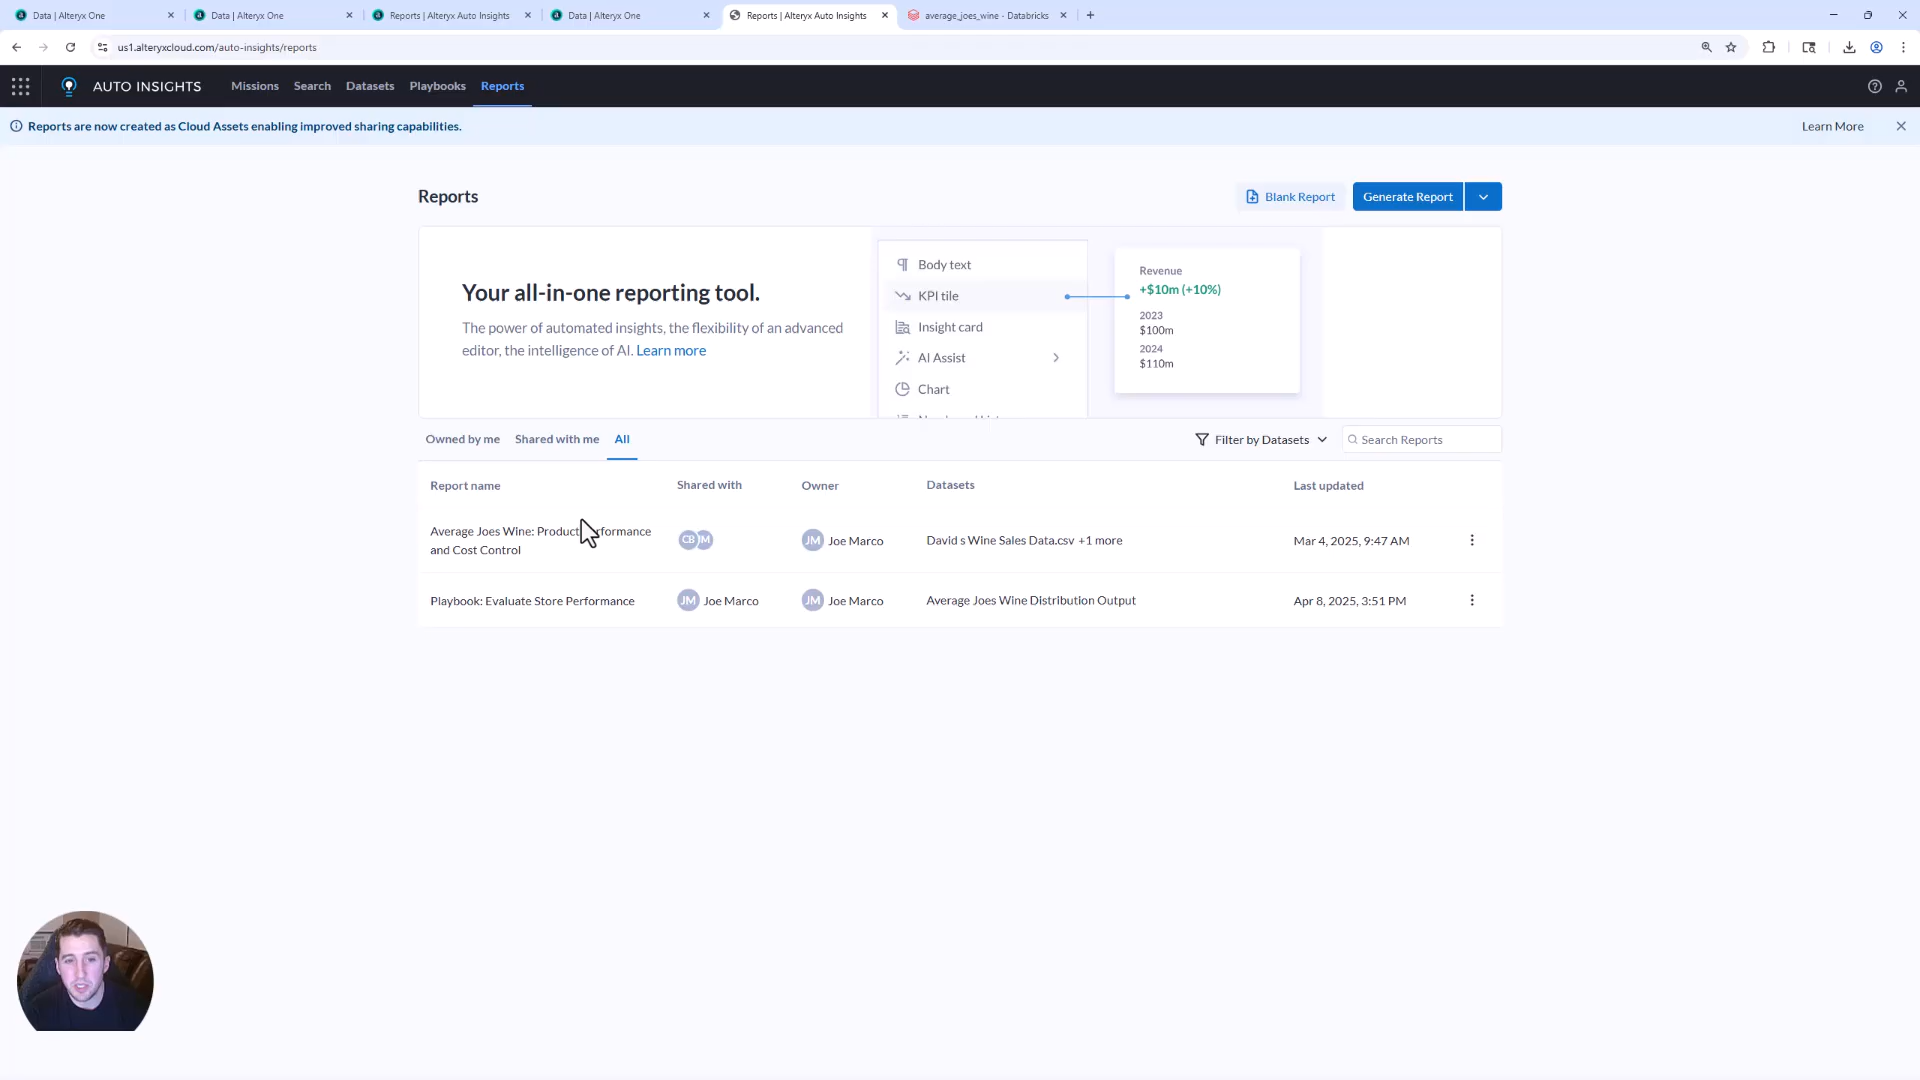 Data | Alteryx One
Data | Alteryx One
Reports | Alteryx Auto Insights
Data | Alteryx One
Reports | Alteryx Auto Insights
average_joes_wine - Databricks
us1.alteryxcloud.com/auto-insights/reports
AUTO INSIGHTS
Missions
Search
Datasets
Playbooks
Reports
Reports are now created as Cloud Assets enabling improved sharing capabilities.
Learn More
Reports
Blank Report
Generate Report
Your all-in-one reporting tool.
The power of automated insights, the flexibility of an advanced
editor, the intelligence of AI. Learn more
Body text
KPI tile
Insight card
AI Assist
Chart
Revenue
+$10m (+10%)
2023
$100m
2024
$110m
Owned by me
Shared with me
All
Filter by Datasets
Search Reports
Report name
Shared with
Owner
Datasets
Last updated
Average Joes Wine: Product
and Cost Control
CB JM
JM Joe Marco
David s Wine Sales Data.csv +1 more
Mar 4, 2025, 9:47 AM
Playbook: Evaluate Store Performance
JM Joe Marco
JM Joe Marco
Average Joes Wine Distribution Output
Apr 8, 2025, 3:51 PM